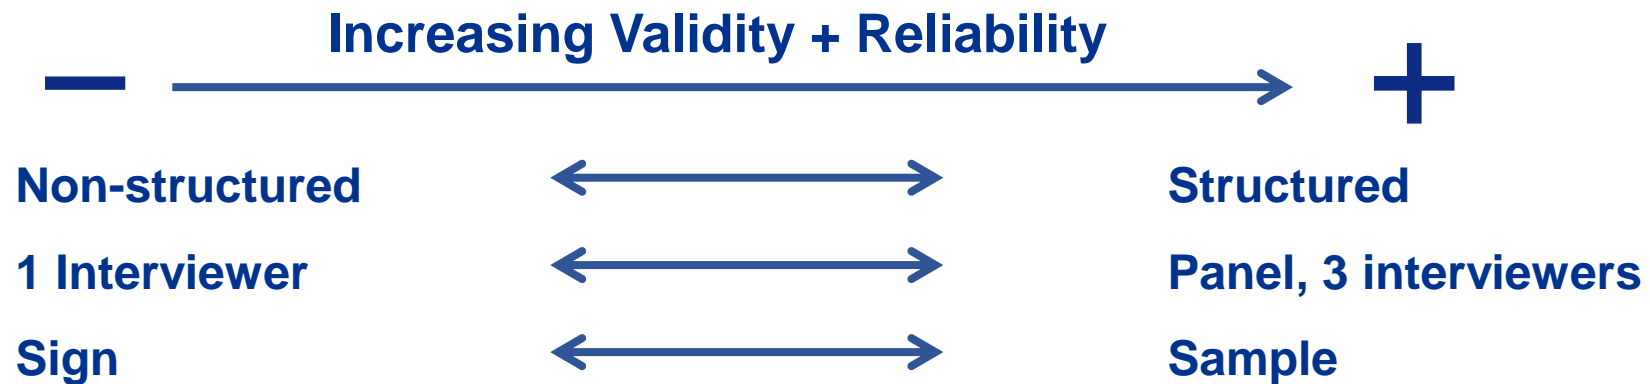 Increasing Validity + Reliability
− +
Non-structured Structured
1 Interviewer Panel, 3 interviewers
Sign Sample